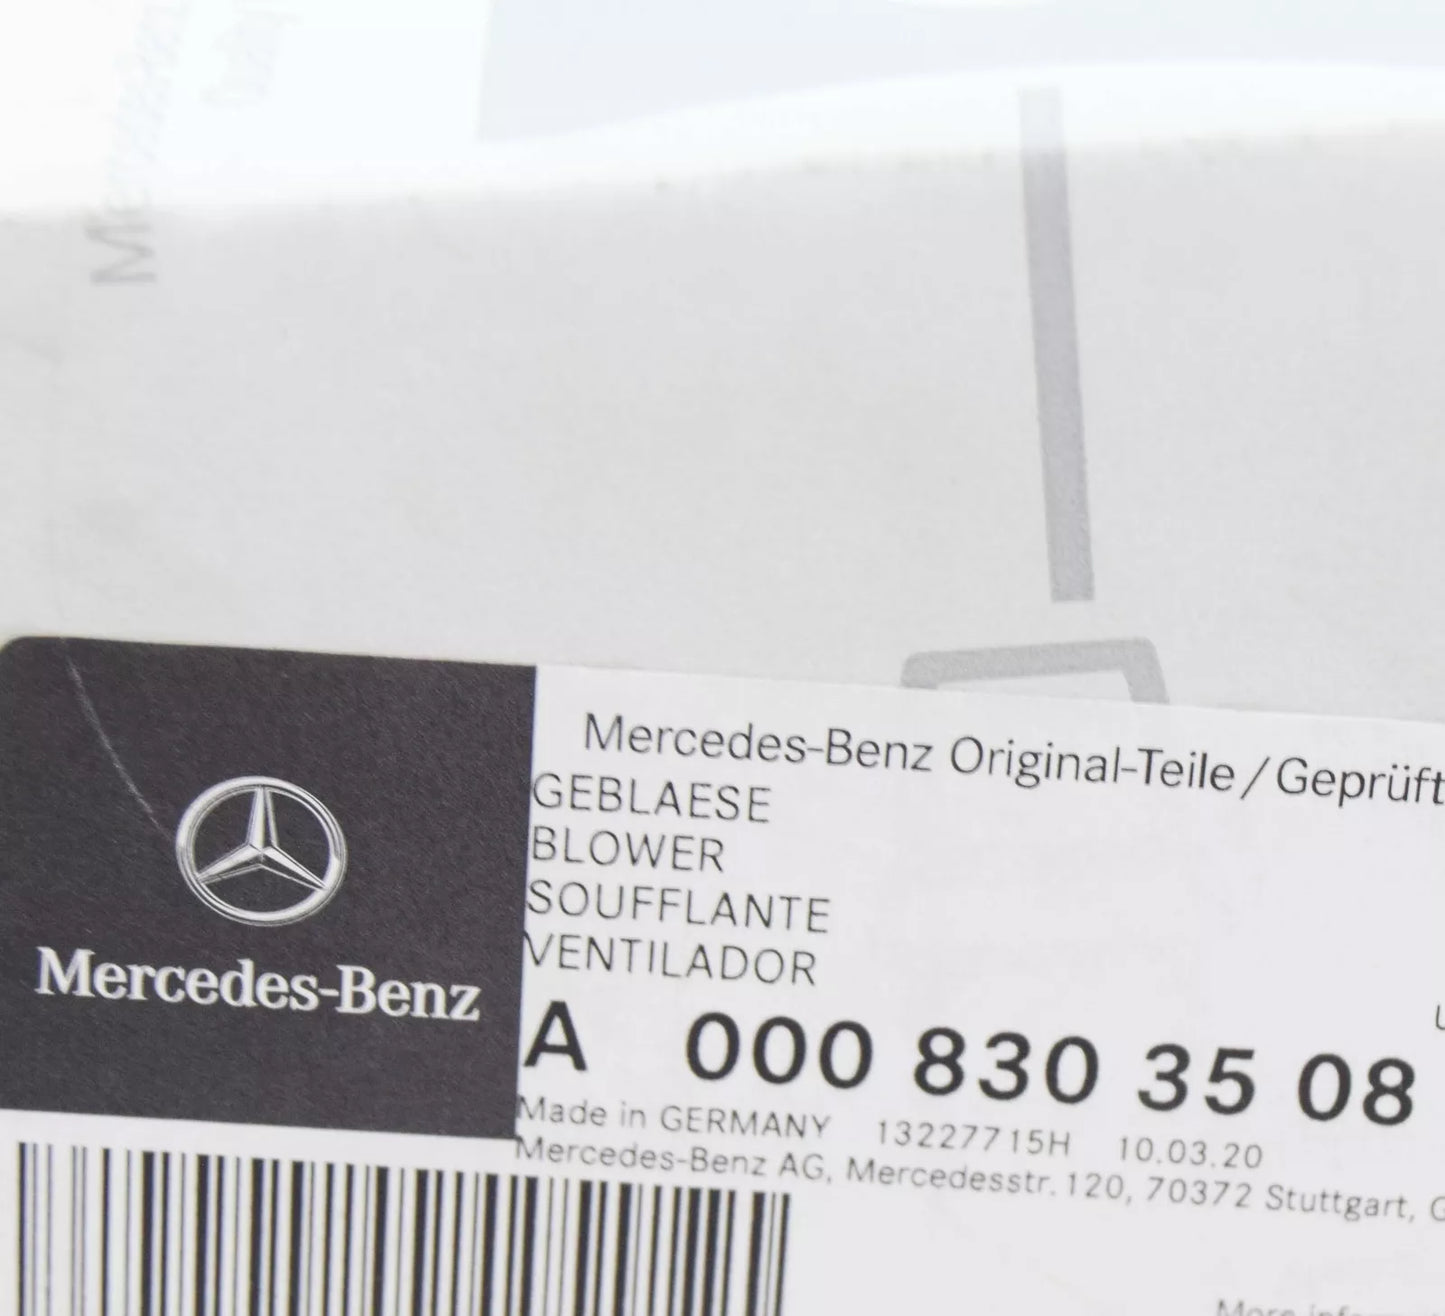 Mercedes-Benz
Mercedes-Benz Original-Teile / Geprüft
GEBLAESE
BLOWER
SOUFFLANTE
VENTILADOR
A 000 830 35 08
Made in GERMANY 13227715H 10.03.20
Mercedes-Benz AG, Mercedesstr. 120, 70372 Stuttgart, G
More